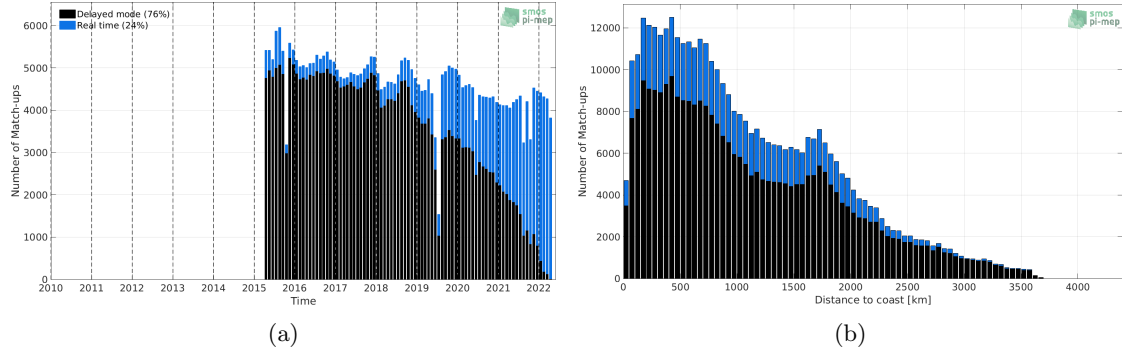 Delayed mode (76%)
Real time (24%)
smos
pi-mep
Number of Match-ups
6000
5000
4000
3000
2000
1000
0
2010 2011 2012 2013 2014 2015 2016 2017 2018 2019 2020 2021 2022
Time
(a)
smos
pi-mep
Number of Match-ups
12000
10000
8000
6000
4000
2000
0
0 500 1000 1500 2000 2500 3000 3500 4000
Distance to coast [km]
(b)